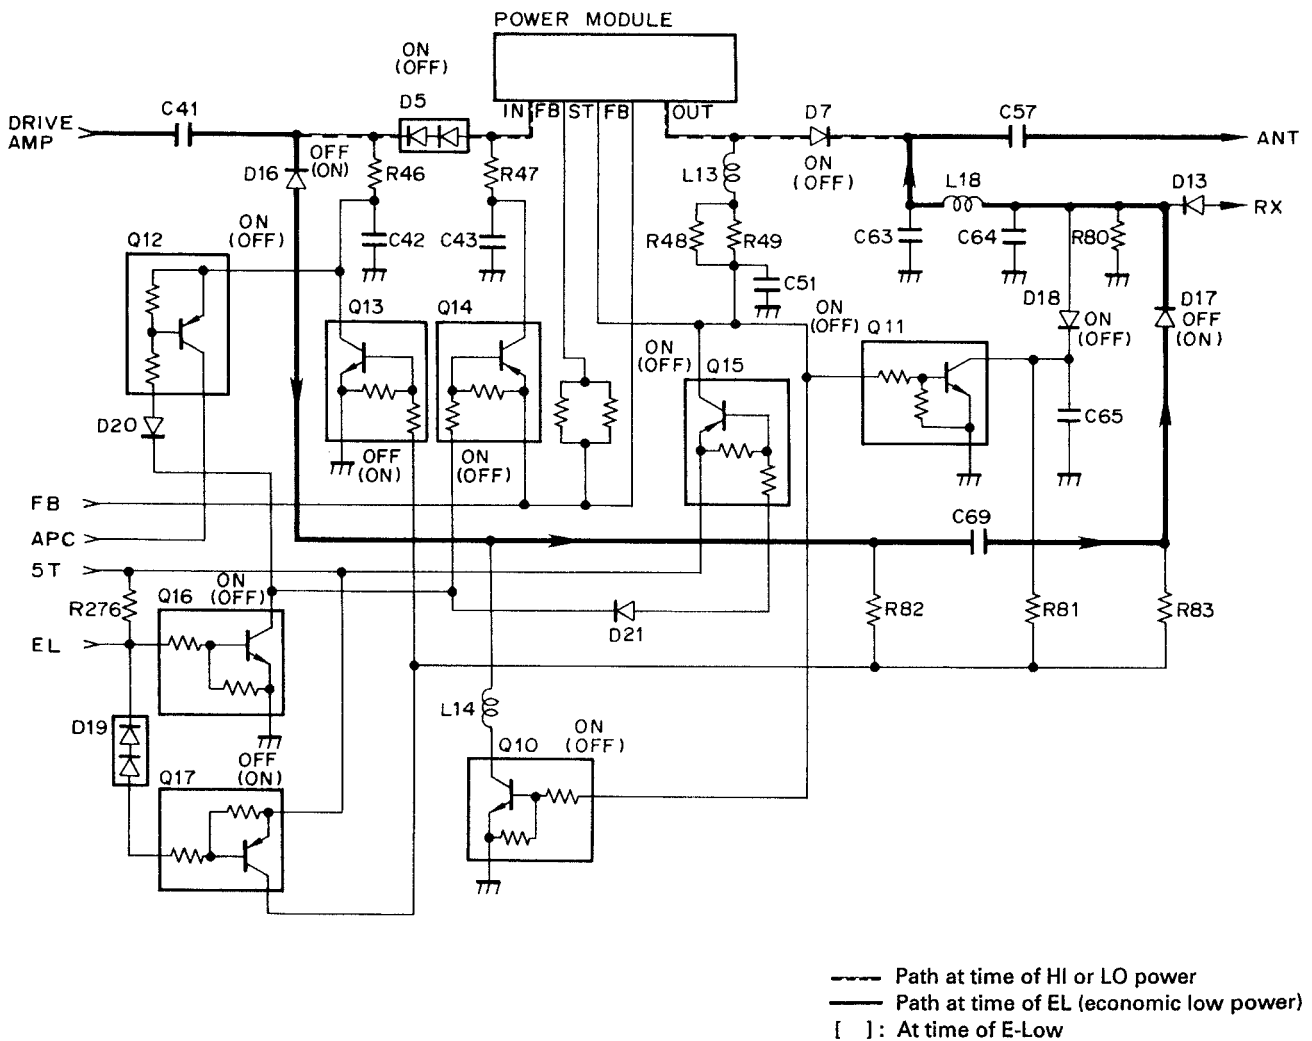 POWER MODULE
ON
(OFF)
IN FB ST FB OUT
C41
D5
D7
C57
DRIVE
AMP
ANT
OFF
(ON)
D16
R46
R47
L13
ON
(OFF)
L18
D13
RX
ON
(OFF)
Q12
C42
C43
R48
R49
C63
C64
R80
C51
Q13
Q14
ON
(OFF)
Q11
D18
ON
(OFF)
D17
OFF
(ON)
ON
(OFF)
Q15
D20
C65
OFF
(ON)
ON
(OFF)
FB
APC
5T
C69
R276
Q16
ON
(OFF)
D21
R82
R81
R83
EL
L14
D19
Q17
OFF
(ON)
Q10
ON
(OFF)
Path at time of HI or LO power
Path at time of EL (economic low power)
[ ] : At time of E-Low